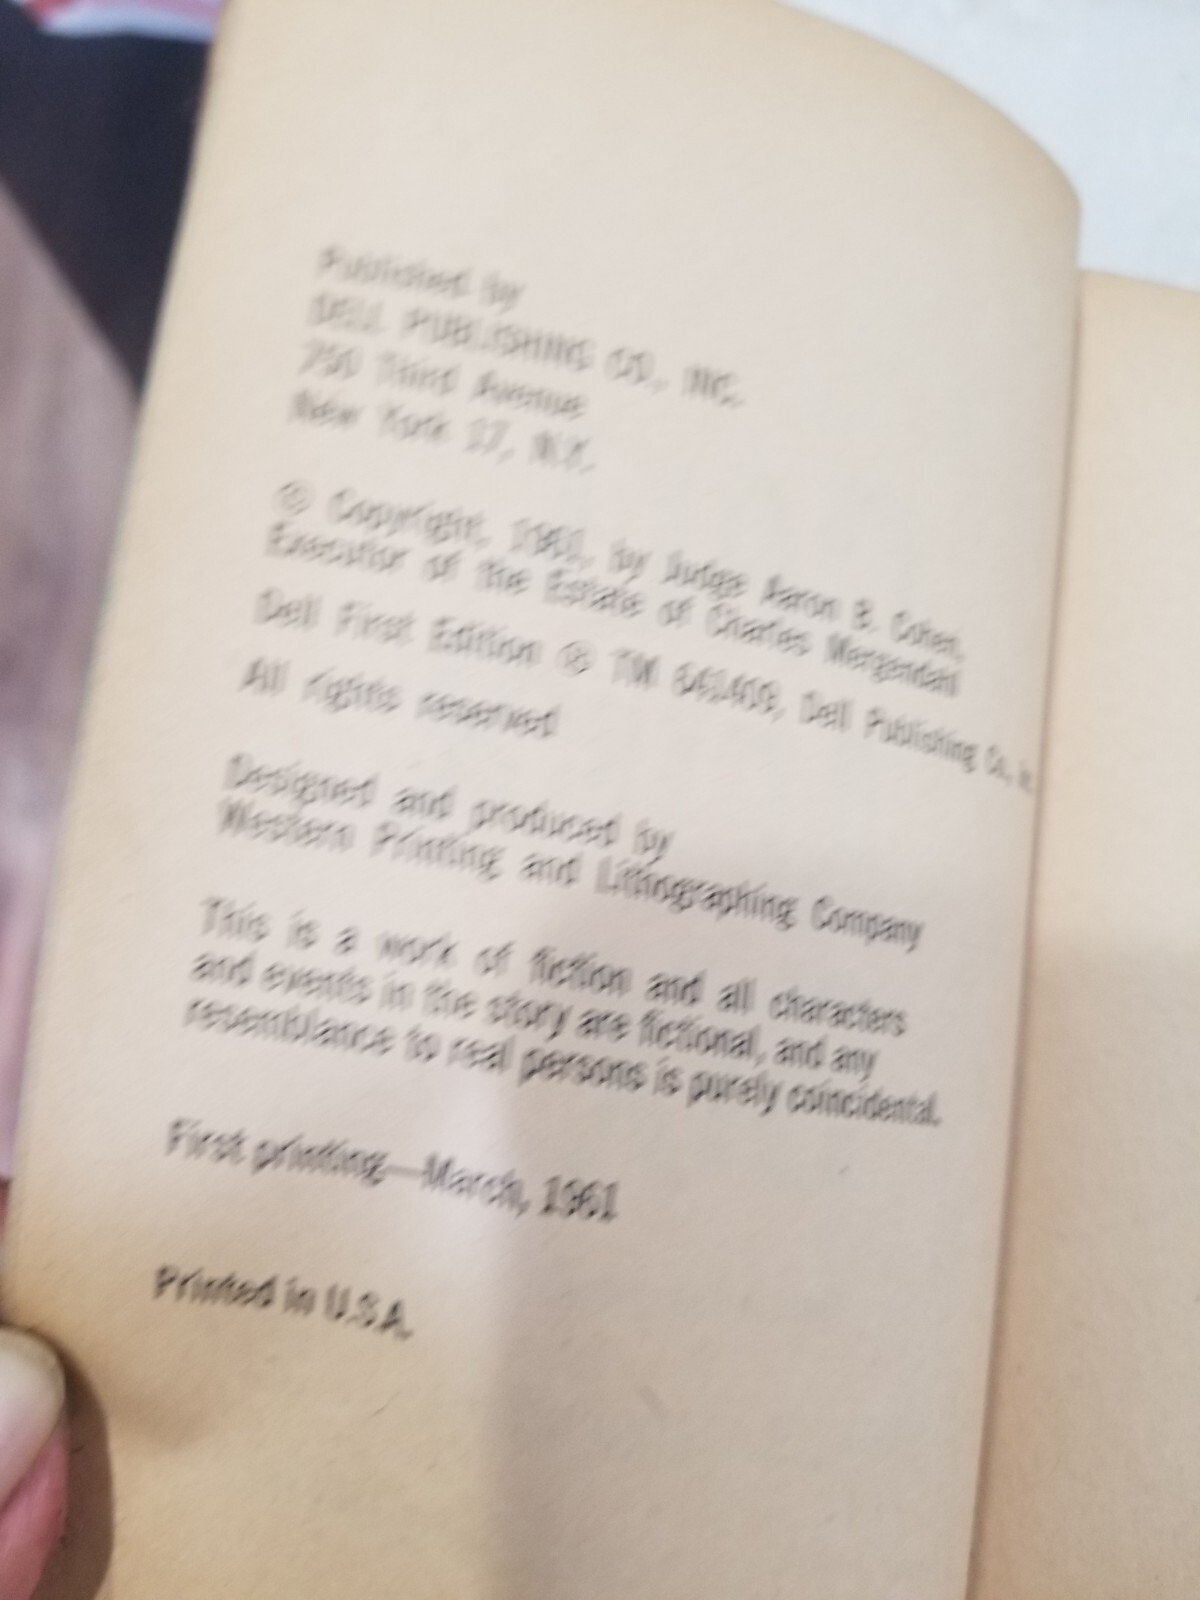 Published by
DELL PUBLISHING CO., INC.
750 Third Avenue
New York 17, N.Y.
© Copyright, 1961, by Judge Aaron B. Cohen,
Executor of the Estate of Charles Mergendahl
Dell First Edition ® TM 641409, Dell Publishing Co., Inc.
All rights reserved
Designed and produced by
Western Printing and Lithographing Company
This is a work of fiction and all characters
and events in the story are fictional, and any
resemblance to real persons is purely coincidental.
First printing—March, 1961
Printed in U.S.A.